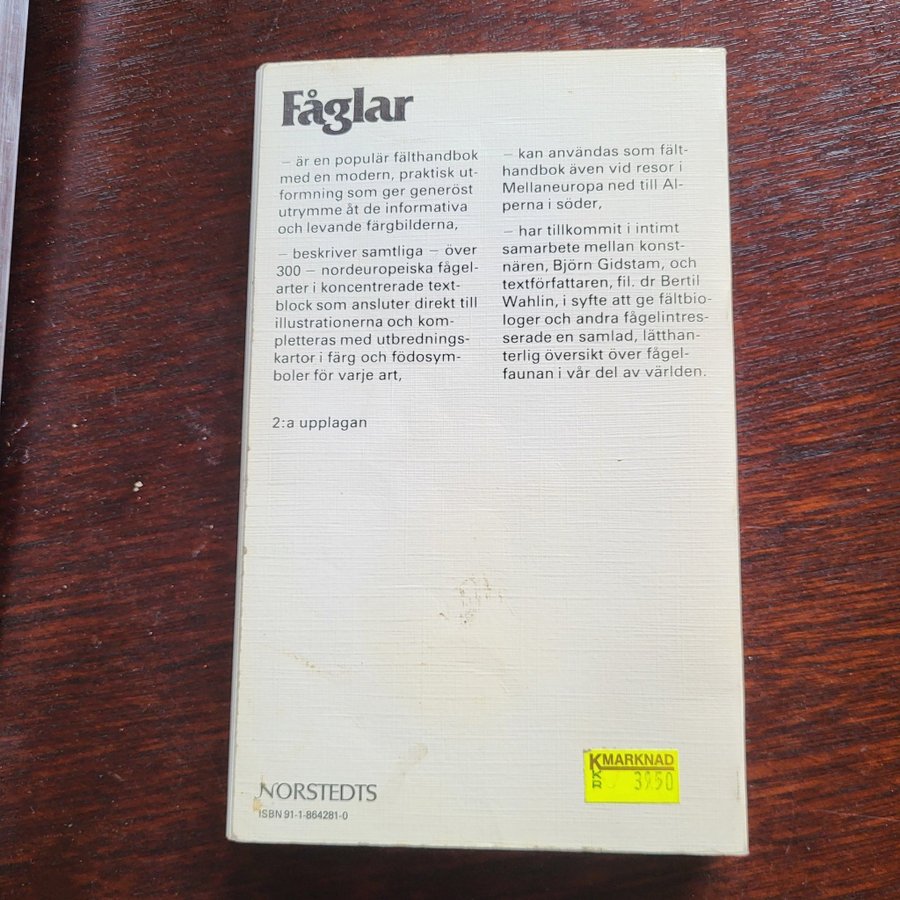 Fåglar
– är en populär fälthandbok
med en modern, praktisk ut-
formning som ger generöst
utrymme åt de informativa
och levande färgbilderna,
– beskriver samtliga – över
300 – nordeuropeiska fågel-
arter i koncentrerade text-
block som ansluter direkt till
illustrationerna och kom-
pletteras med utbrednings-
kartor i färg och födosym-
boler för varje art,
2:a upplagan
– kan användas som fält-
handbok även vid resor i
Mellaneuropa ned till Al-
perna i söder,
– har tillkommit i intimt
samarbete mellan konst-
nären, Björn Gidstam, och
textförfattaren, fil. dr Bertil
Wahlin, i syfte att ge fältbio-
loger och andra fågelintres-
serade en samlad, lätthan-
terlig översikt över fågel-
faunan i vår del av världen.
NORSTEDTS
ISBN 91-1-864281-0
KMARKNAD
KR 3950